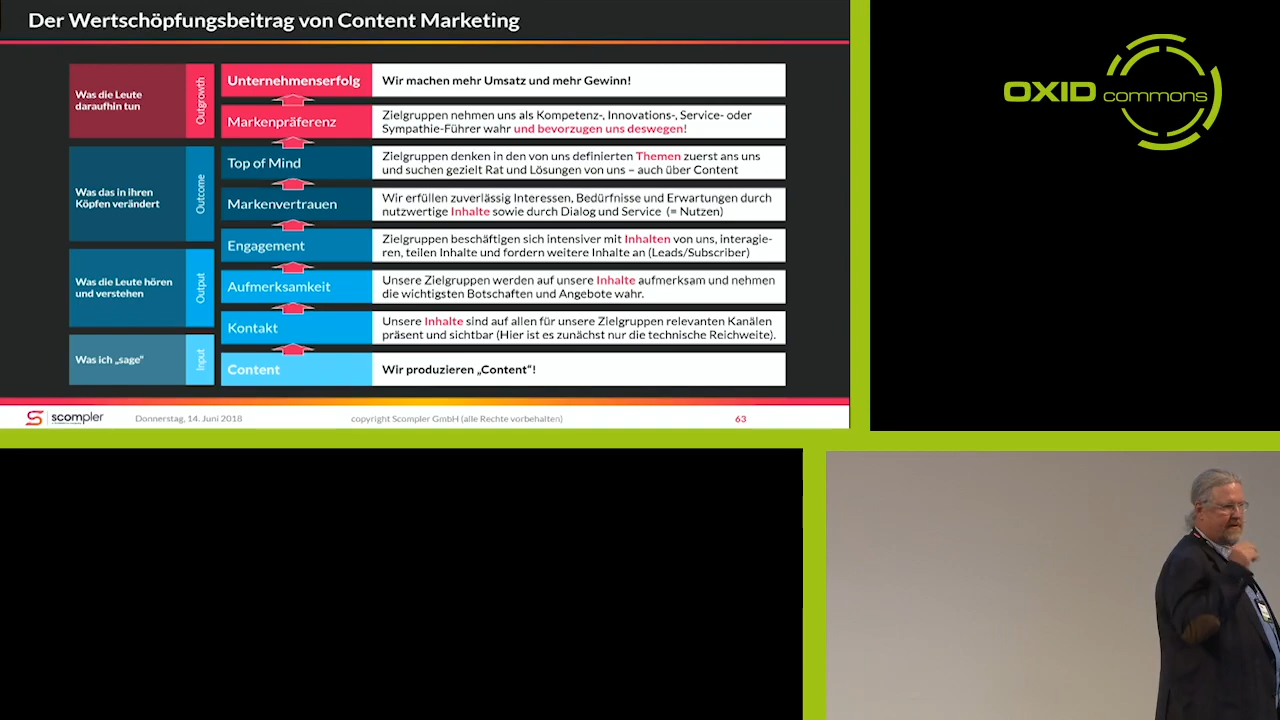 Der Wertschöpfungsbeitrag von Content Marketing
OXID commons
Was die Leute
daraufhin tun
Outgrowth
Unternehmenserfolg
Wir machen mehr Umsatz und mehr Gewinn!
Markenpräferenz
Zielgruppen nehmen uns als Kompetenz-, Innovations-, Service- oder
Sympathie-Führer wahr und bevorzugen uns deswegen!
Was das in ihren
Köpfen verändert
Outcome
Top of Mind
Zielgruppen denken in den von uns definierten Themen zuerst ans uns
und suchen gezielt Rat und Lösungen von uns – auch über Content
Markenvertrauen
Wir erfüllen zuverlässig Interessen, Bedürfnisse und Erwartungen durch
nutzwertige Inhalte sowie durch Dialog und Service (= Nutzen)
Engagement
Zielgruppen beschäftigen sich intensiver mit Inhalten von uns, interagie-
ren, teilen Inhalte und fordern weitere Inhalte an (Leads/Subscriber)
Was die Leute hören
und verstehen
Output
Aufmerksamkeit
Unsere Zielgruppen werden auf unsere Inhalte aufmerksam und nehmen
die wichtigsten Botschaften und Angebote wahr.
Kontakt
Unsere Inhalte sind auf allen für unsere Zielgruppen relevanten Kanälen
präsent und sichtbar (Hier ist es zunächst nur die technische Reichweite).
Was ich „sage“
Input
Content
Wir produzieren „Content“!
scompler
Donnerstag, 14. Juni 2018
copyright Scompler GmbH (alle Rechte vorbehalten)
63